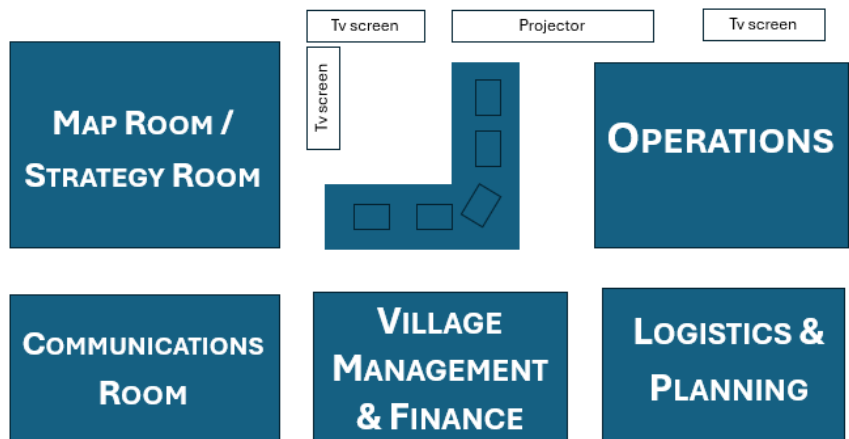 Tv screen
Projector
Tv screen
Tv screen
MAP ROOM /
STRATEGY ROOM
OPERATIONS
COMMUNICATIONS
ROOM
VILLAGE
MANAGEMENT
& FINANCE
LOGISTICS &
PLANNING